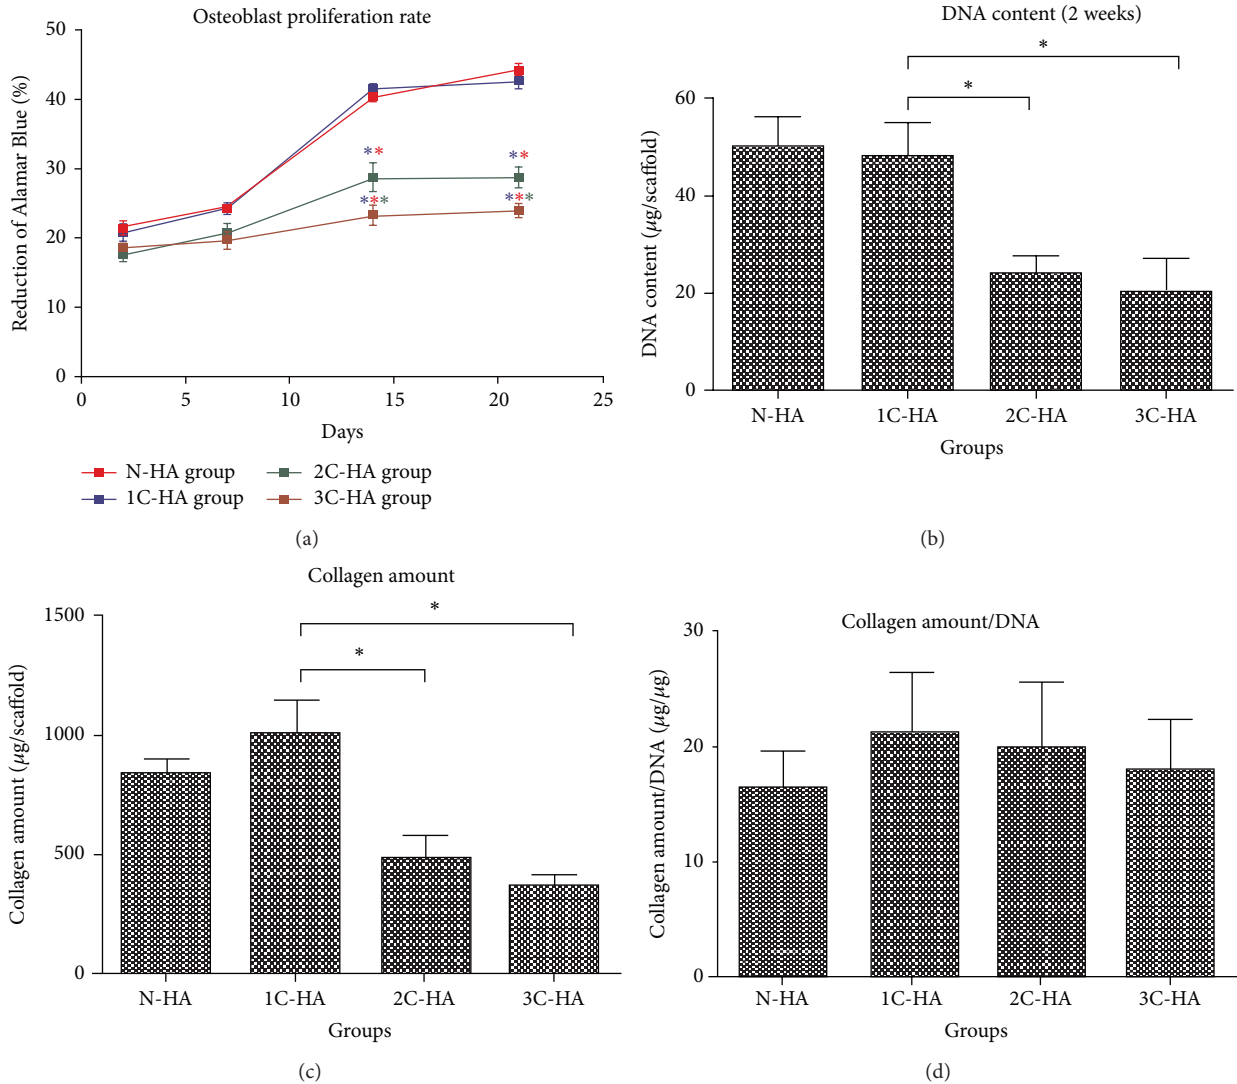 Osteoblast proliferation rate
Reduction of Alamar Blue (%)
50
40
30
20
10
0
**
**
***
***
0 5 10 15 20 25
Days
N-HA group
2C-HA group
1C-HA group
3C-HA group
(a)
DNA content (2 weeks)
*
*
DNA content (μg/scaffold)
60
40
20
0
N-HA 1C-HA 2C-HA 3C-HA
Groups
(b)
Collagen amount
*
*
Collagen amount (μg/scaffold)
1500
1000
500
0
N-HA 1C-HA 2C-HA 3C-HA
Groups
(c)
Collagen amount/DNA
Collagen amount/DNA (μg/μg)
30
20
10
0
N-HA 1C-HA 2C-HA 3C-HA
Groups
(d)